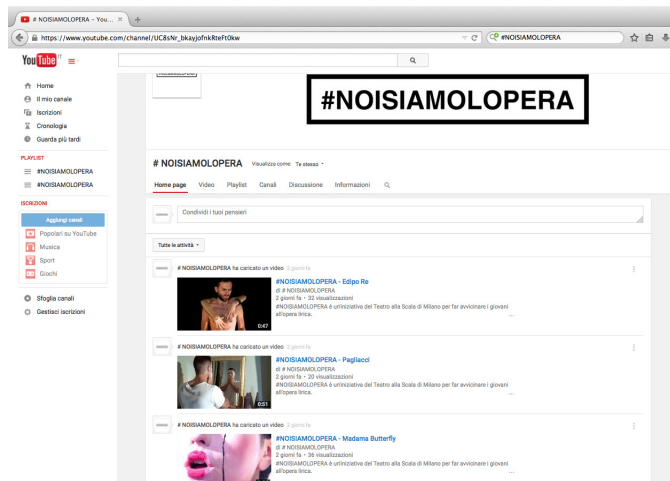 # NOISIAMOLOPERA - You...
https://www.youtube.com/channel/UC8sNr_bkayjofnkRteFt0kw
#NOISIAMOLOPERA
YouTube IT
Home
Il mio canale
Iscrizioni
Cronologia
Guarda più tardi
PLAYLIST
#NOISIAMOLOPERA
#NOISIAMOLOPERA
ISCRIZIONI
Aggiungi canali
Popolari su YouTube
Musica
Sport
Giochi
Sfoglia canali
Gestisci iscrizioni
#NOISIAMOLOPERA
# NOISIAMOLOPERA Visualizza come: Te stesso
Home page Video Playlist Canali Discussione Informazioni
Condividi i tuoi pensieri
Tutte le attività
# NOISIAMOLOPERA ha caricato un video 2 giorni fa
#NOISIAMOLOPERA - Edipo Re
di # NOISIAMOLOPERA
2 giorni fa • 32 visualizzazioni
#NOISIAMOLOPERA è un'iniziativa del Teatro alla Scala di Milano per far avvicinare i giovani
all'opera lirica.
...
0:47
# NOISIAMOLOPERA ha caricato un video 2 giorni fa
#NOISIAMOLOPERA - Pagliacci
di # NOISIAMOLOPERA
2 giorni fa • 20 visualizzazioni
#NOISIAMOLOPERA è un'iniziativa del Teatro alla Scala di Milano per far avvicinare i giovani
all'opera lirica.
...
0:51
# NOISIAMOLOPERA ha caricato un video 2 giorni fa
#NOISIAMOLOPERA - Madama Butterfly
di # NOISIAMOLOPERA
2 giorni fa • 36 visualizzazioni
#NOISIAMOLOPERA è un'iniziativa del Teatro alla Scala di Milano per far avvicinare i giovani
all'opera lirica.
...